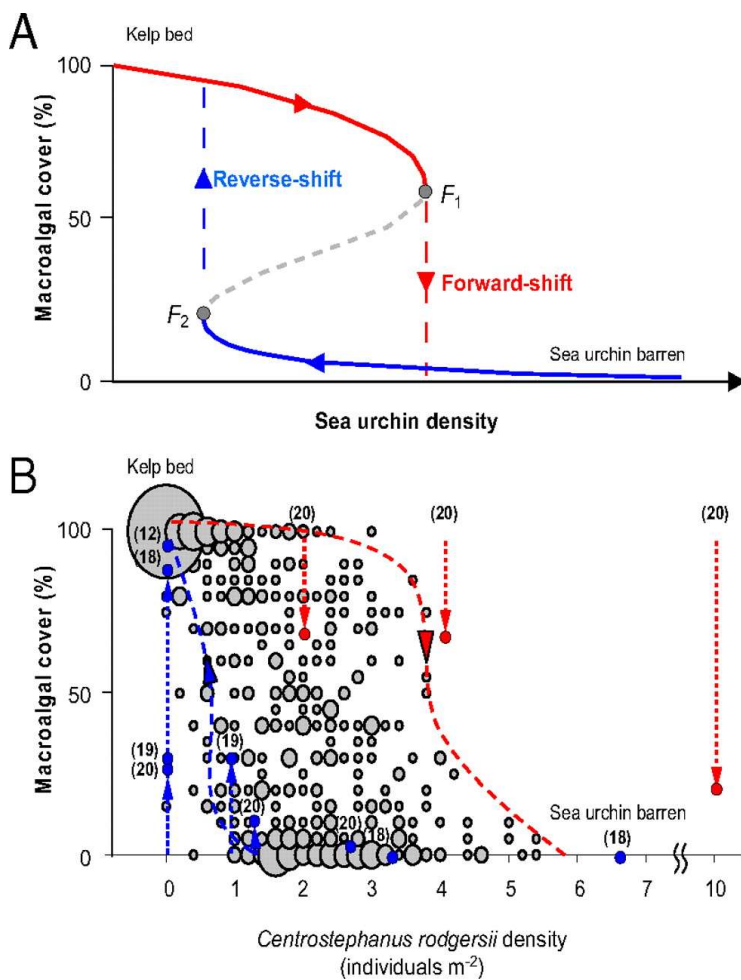 A
Kelp bed
100
Macroalgal cover (%)
Reverse-shift
F1
50
Forward-shift
F2
Sea urchin barren
0
Sea urchin density
B
Kelp bed
(20)
(20)
(20)
100
(12)
(18)
Macroalgal cover (%)
50
(19)
(19)
(20)
(20)
(20)
(18)
Sea urchin barren
(18)
0
0 1 2 3 4 5 6 7 10
Centrostephanus rodgersii density
(individuals m-2)